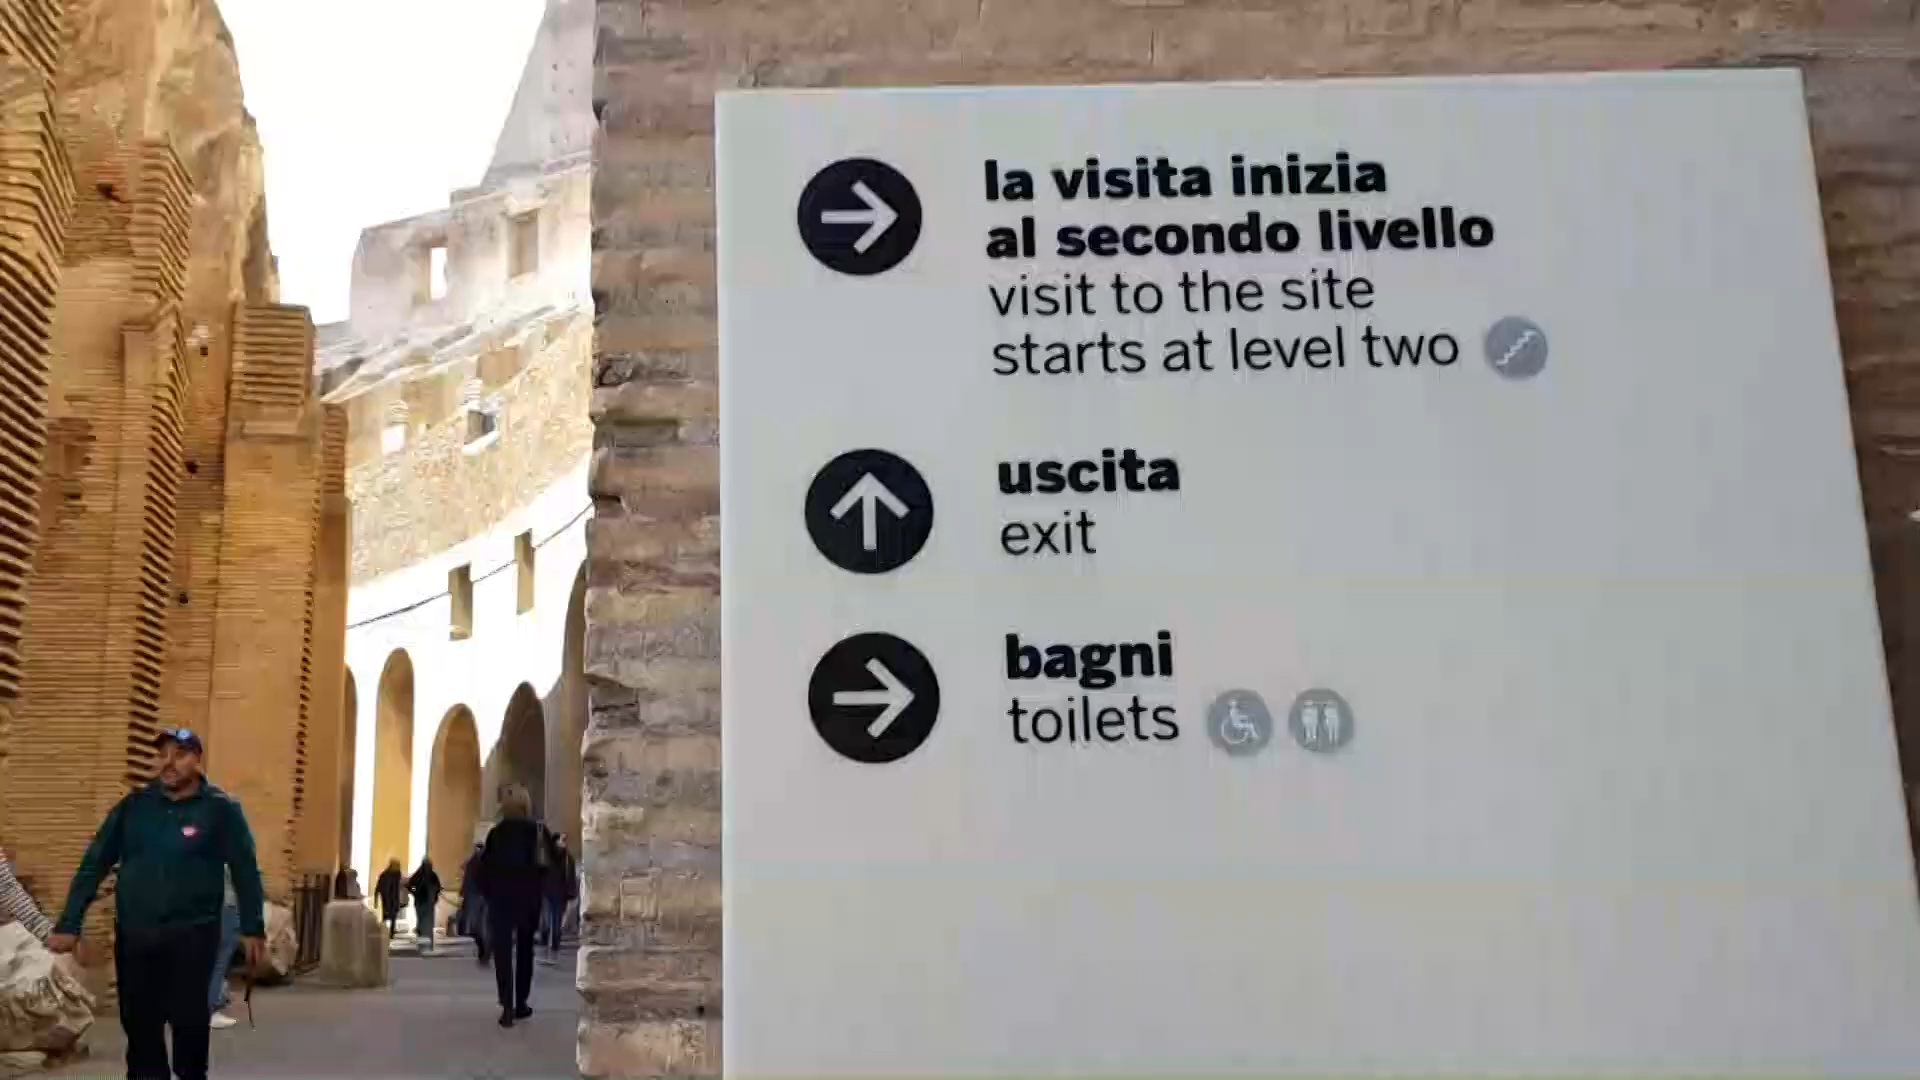 la visita inizia
al secondo livello
visit to the site
starts at level two
uscita
exit
bagni
toilets